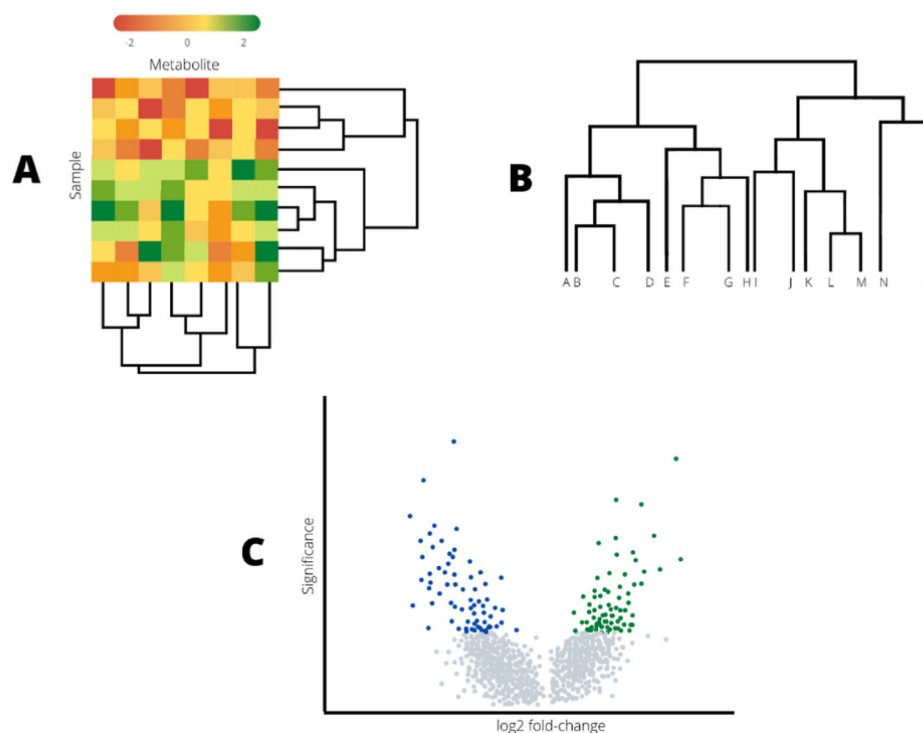 -2 0 2
Metabolite
Sample
A
B
A B C D E F G H I J K L M N
C
Significance
log2 fold-change